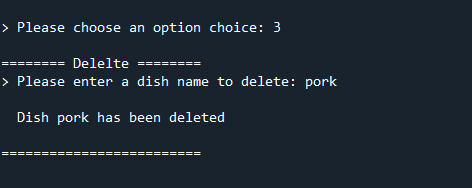 > Please choose an option choice: 3
======== Delelte ========
> Please enter a dish name to delete: pork
Dish pork has been deleted
=========================